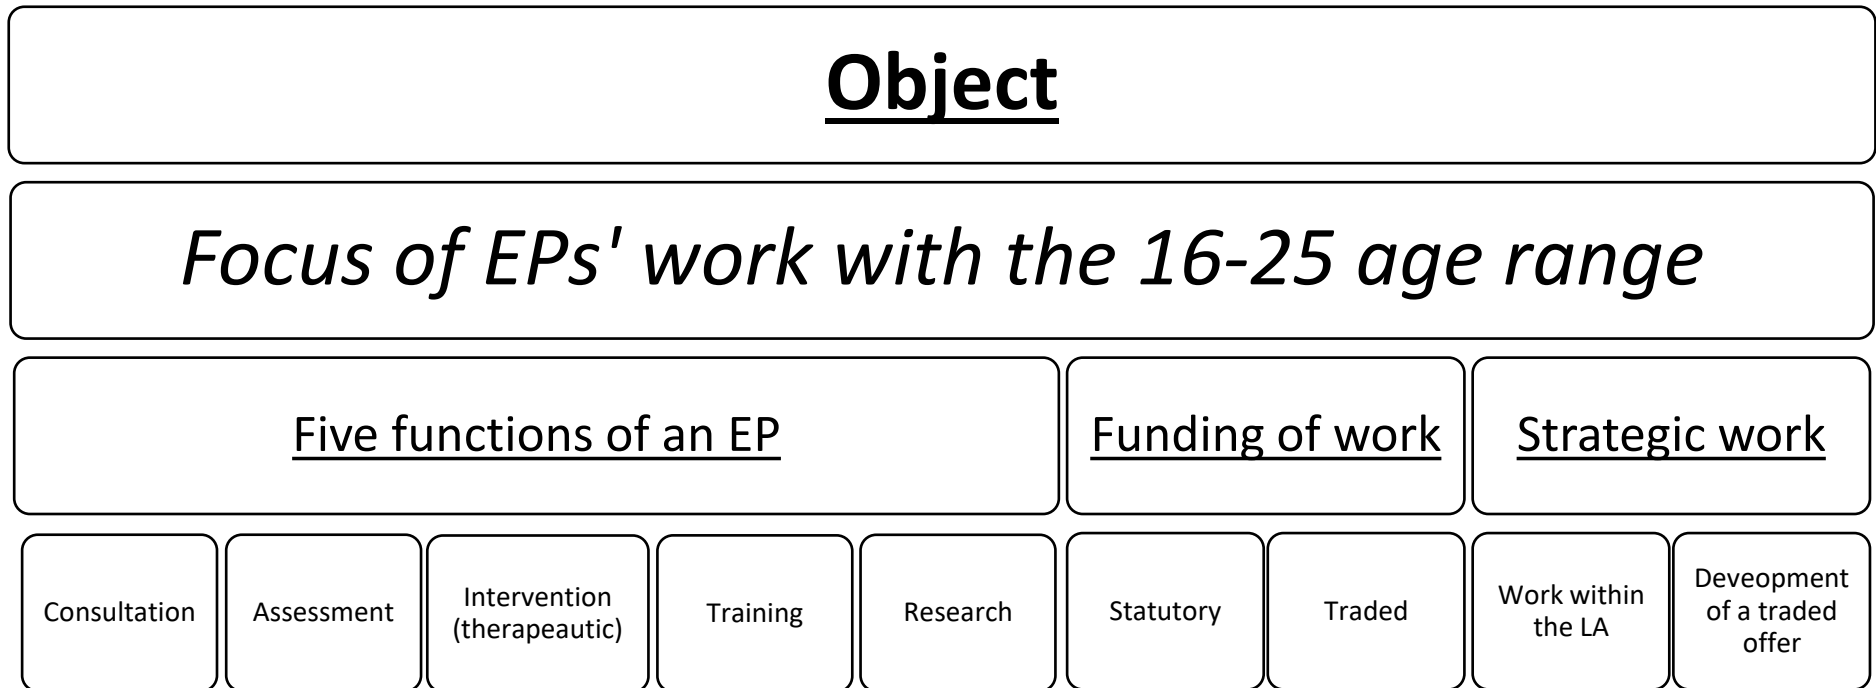 Object
Focus of EPs' work with the 16-25 age range
Five functions of an EP
Funding of work
Strategic work
Consultation
Assessment
Intervention
(therapeautic)
Training
Research
Statutory
Traded
Work within
the LA
Deveopment
of a traded
offer